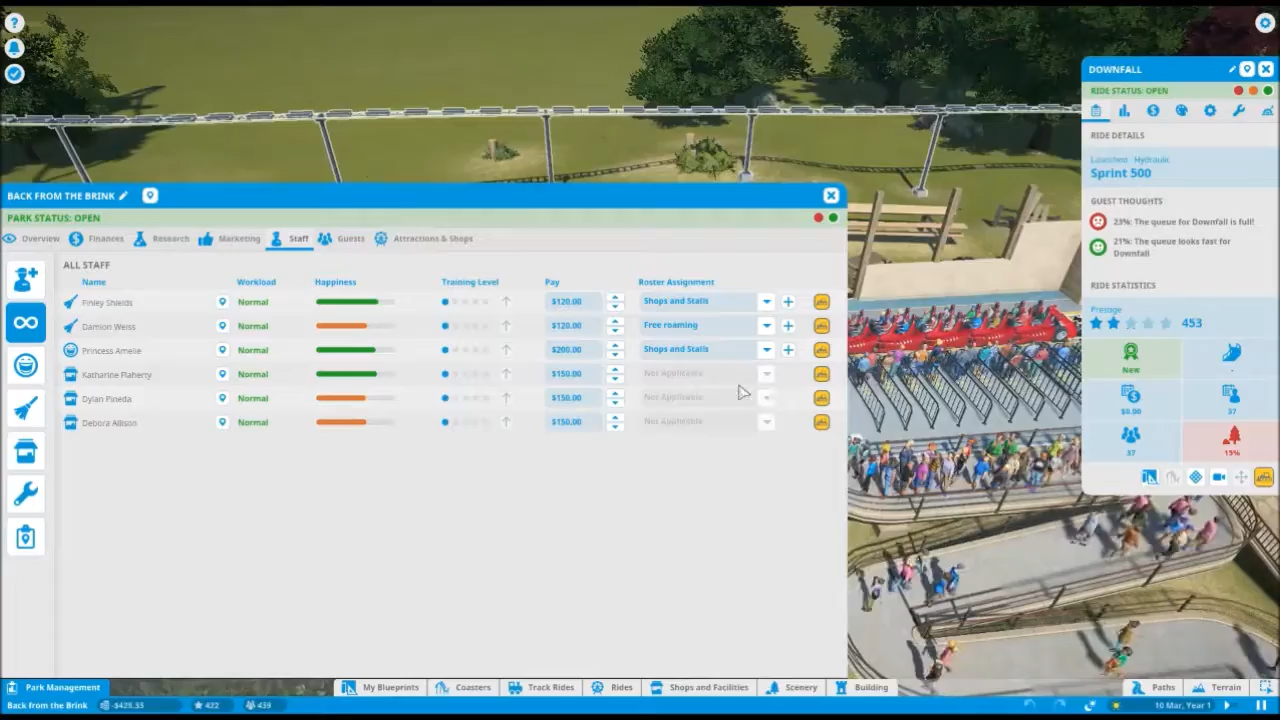 BACK FROM THE BRINK
PARK STATUS: OPEN
Overview Finances Research Marketing Staff Guests Attractions & Shops
ALL STAFF
Name Workload Happiness Training Level Pay Roster Assignment
Finley Shields Normal $120.00 Shops and Stalls
Damion Weiss Normal $120.00 Free roaming
Princess Amelie Normal $200.00 Shops and Stalls
Katharine Flaherty Normal $150.00 Not Applicable
Dylan Pineda Normal $150.00 Not Applicable
Debora Allison Normal $150.00 Not Applicable
DOWNFALL
RIDE STATUS: OPEN
RIDE DETAILS
Launched Hydraulic
Sprint 500
GUEST THOUGHTS
23%: The queue for Downfall is full!
21%: The queue looks fast for
Downfall
RIDE STATISTICS
Prestige
453
New -
$0.00 37
37 15%
Park Management My Blueprints Coasters Track Rides Rides Shops and Facilities Scenery Building Paths Terrain
Back from the Brink -$429.33 422 439 10 Mar, Year 1